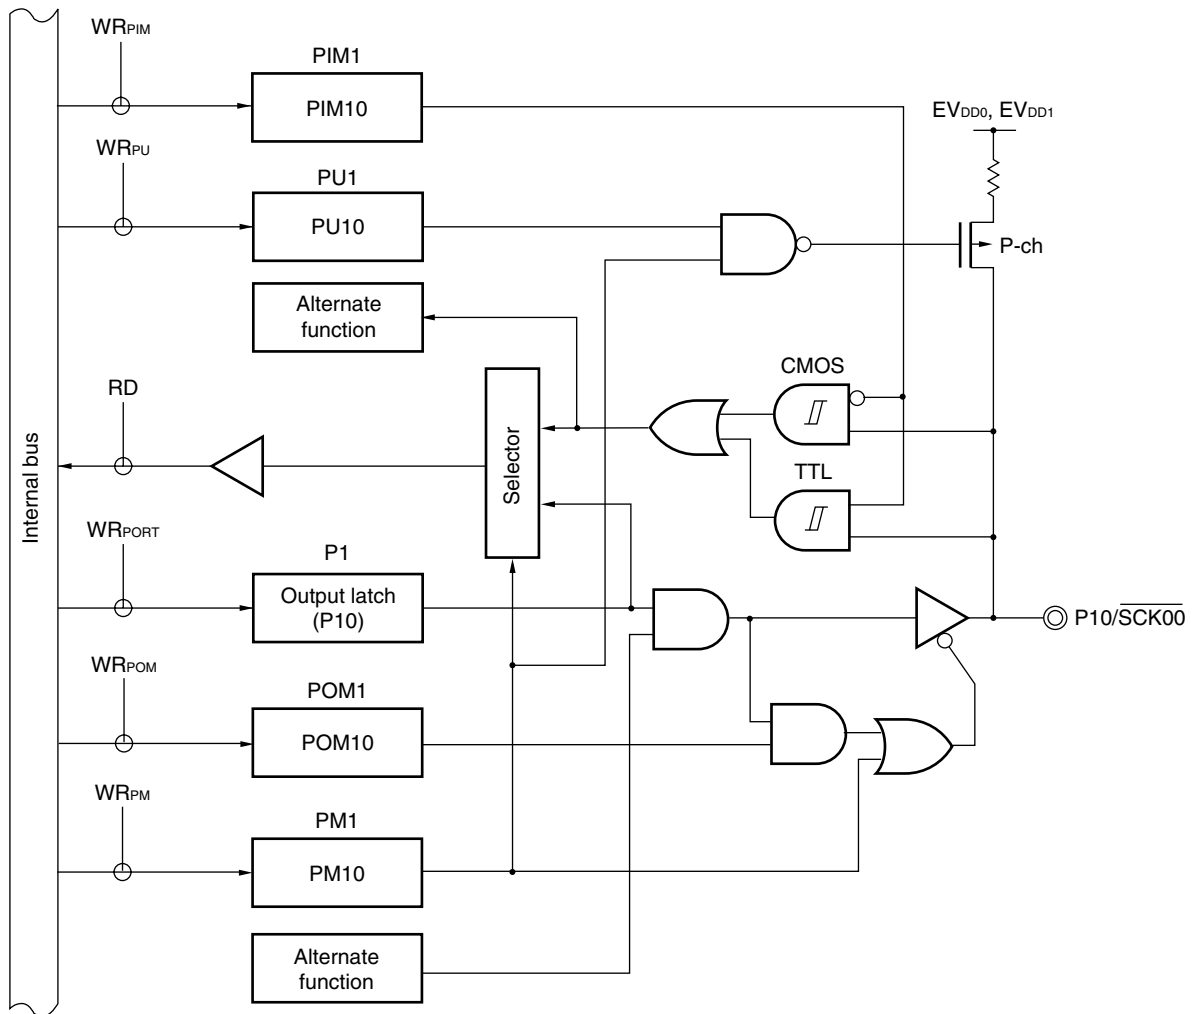 WRPIM
PIM1
PIM10
EVDD0, EVDD1
WRPU
PU1
PU10
P-ch
Alternate
function
CMOS
RD
Selector
TTL
Internal bus
WRPORT
P1
Output latch
(P10)
P10/SCK00
WRPOM
POM1
POM10
WRPM
PM1
PM10
Alternate
function